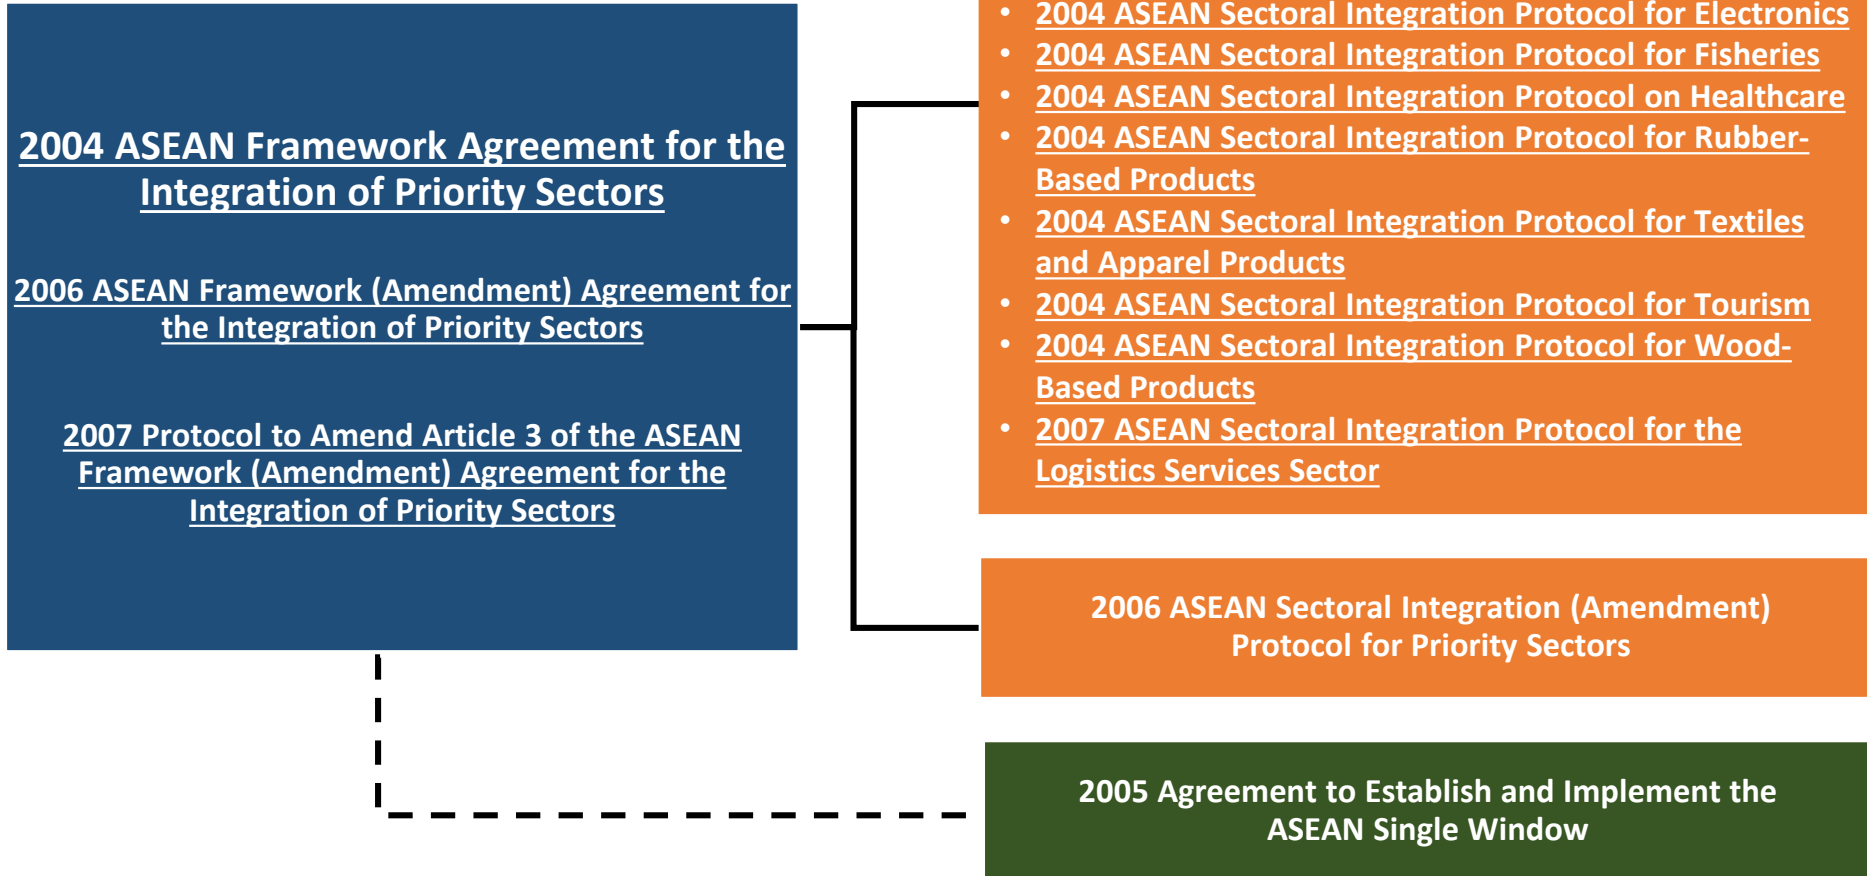 2004 ASEAN Framework Agreement for the
Integration of Priority Sectors
2006 ASEAN Framework (Amendment) Agreement for
the Integration of Priority Sectors
2007 Protocol to Amend Article 3 of the ASEAN
Framework (Amendment) Agreement for the
Integration of Priority Sectors
• 2004 ASEAN Sectoral Integration Protocol for Electronics
• 2004 ASEAN Sectoral Integration Protocol for Fisheries
• 2004 ASEAN Sectoral Integration Protocol on Healthcare
• 2004 ASEAN Sectoral Integration Protocol for Rubber-
Based Products
• 2004 ASEAN Sectoral Integration Protocol for Textiles
and Apparel Products
• 2004 ASEAN Sectoral Integration Protocol for Tourism
• 2004 ASEAN Sectoral Integration Protocol for Wood-
Based Products
• 2007 ASEAN Sectoral Integration Protocol for the
Logistics Services Sector
2006 ASEAN Sectoral Integration (Amendment)
Protocol for Priority Sectors
2005 Agreement to Establish and Implement the
ASEAN Single Window